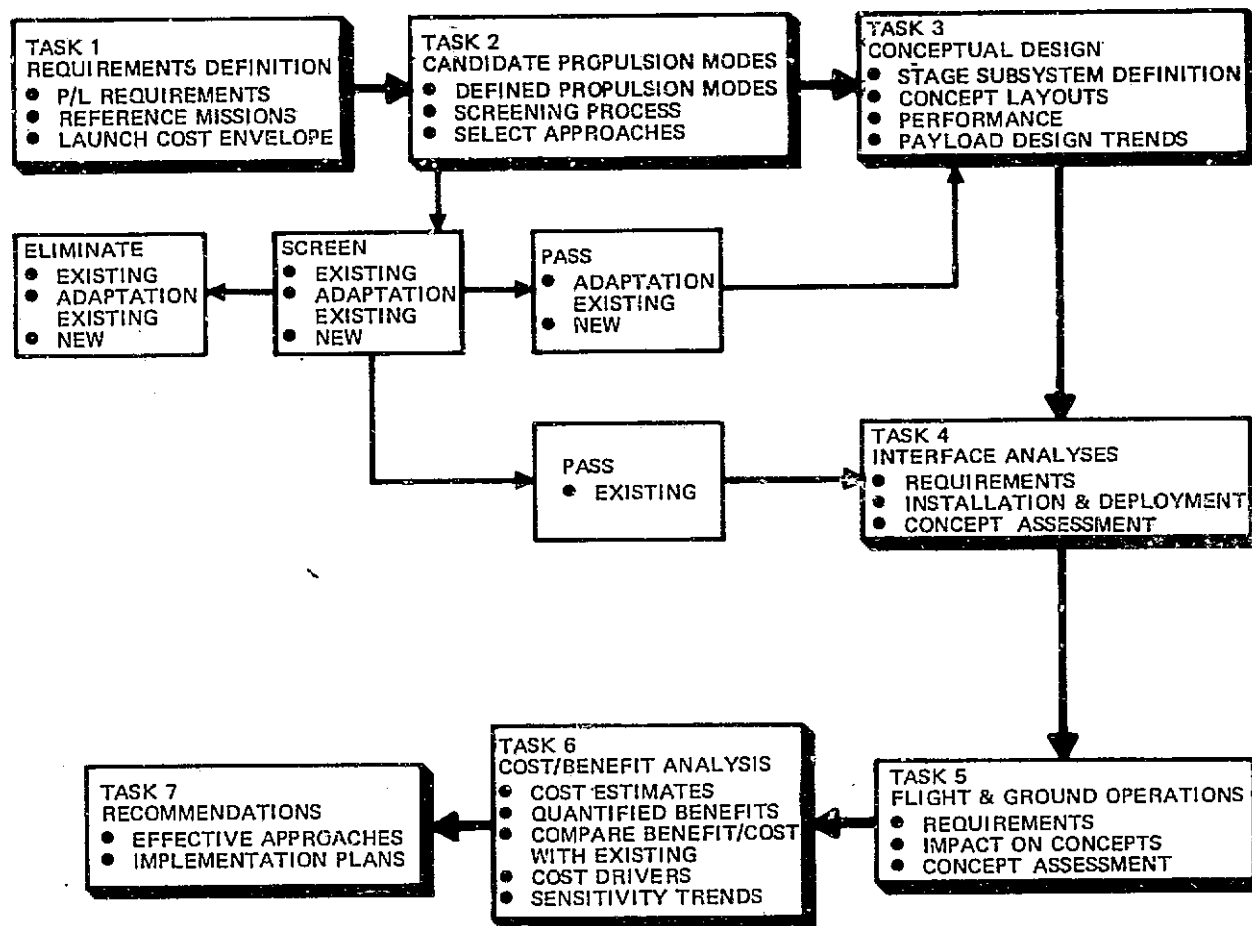 TASK 1
REQUIREMENTS DEFINITION
● P/L REQUIREMENTS
● REFERENCE MISSIONS
● LAUNCH COST ENVELOPE
TASK 2
CANDIDATE PROPULSION MODES
● DEFINED PROPULSION MODES
● SCREENING PROCESS
● SELECT APPROACHES
TASK 3
CONCEPTUAL DESIGN
● STAGE SUBSYSTEM DEFINITION
● CONCEPT LAYOUTS
● PERFORMANCE
● PAYLOAD DESIGN TRENDS
ELIMINATE
● EXISTING
● ADAPTATION
EXISTING
● NEW
SCREEN
● EXISTING
● ADAPTATION
EXISTING
● NEW
PASS
● ADAPTATION
EXISTING
● NEW
PASS
● EXISTING
TASK 4
INTERFACE ANALYSES
● REQUIREMENTS
● INSTALLATION & DEPLOYMENT
● CONCEPT ASSESSMENT
TASK 5
FLIGHT & GROUND OPERATIONS
● REQUIREMENTS
● IMPACT ON CONCEPTS
● CONCEPT ASSESSMENT
TASK 6
COST/BENEFIT ANALYSIS
● COST ESTIMATES
● QUANTIFIED BENEFITS
● COMPARE BENEFIT/COST
WITH EXISTING
● COST DRIVERS
● SENSITIVITY TRENDS
TASK 7
RECOMMENDATIONS
● EFFECTIVE APPROACHES
● IMPLEMENTATION PLANS